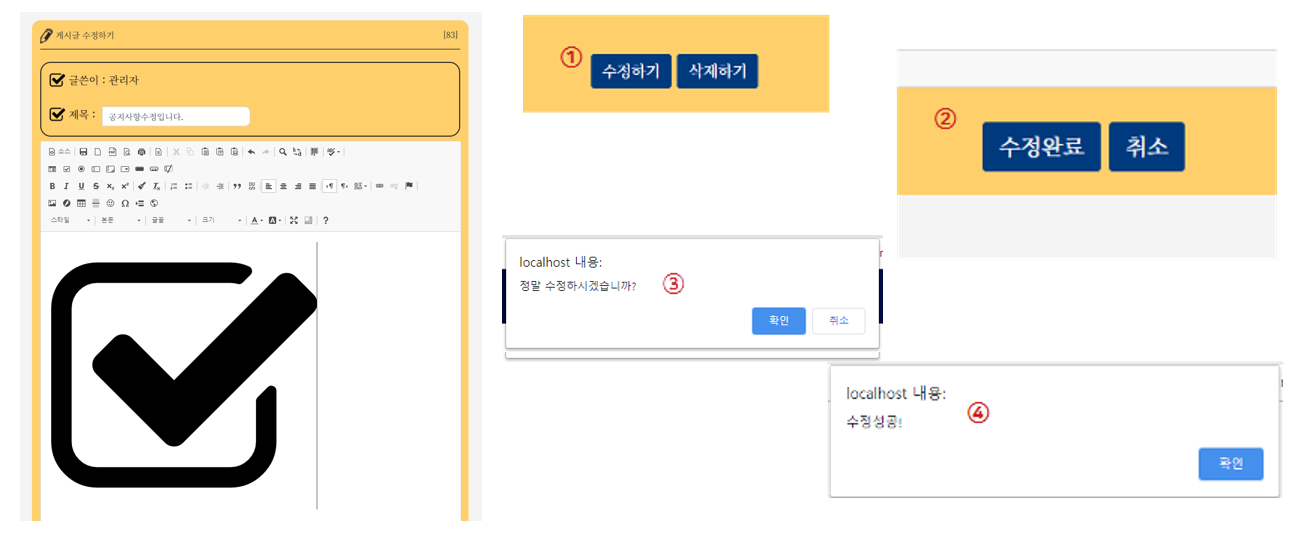 게시글 수정하기 [83]
글쓴이 : 관리자
제목 : 공지사항수정입니다.
소스
B I U S x₂ x² Iₓ
Ω
스타일 본문 글꼴 크기 A A ?
① 수정하기 삭제하기
② 수정완료 취소
localhost 내용:
정말 수정하시겠습니까? ③
확인 취소
localhost 내용:
수정성공! ④
확인